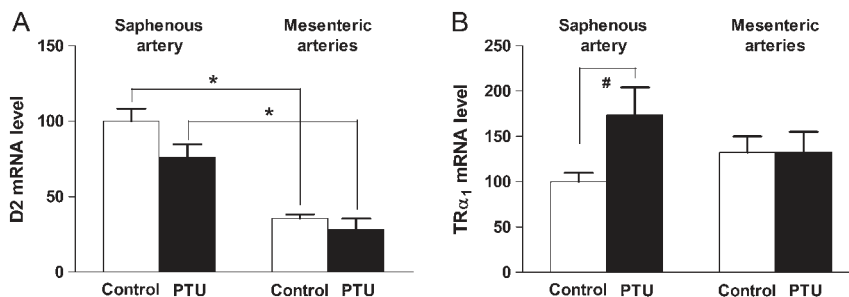 A
Saphenous artery
Mesenteric arteries
D2 mRNA level
150
100
50
0
*
*
Control
PTU
Control
PTU
B
Saphenous artery
Mesenteric arteries
TRα1 mRNA level
250
200
150
100
50
0
#
Control
PTU
Control
PTU